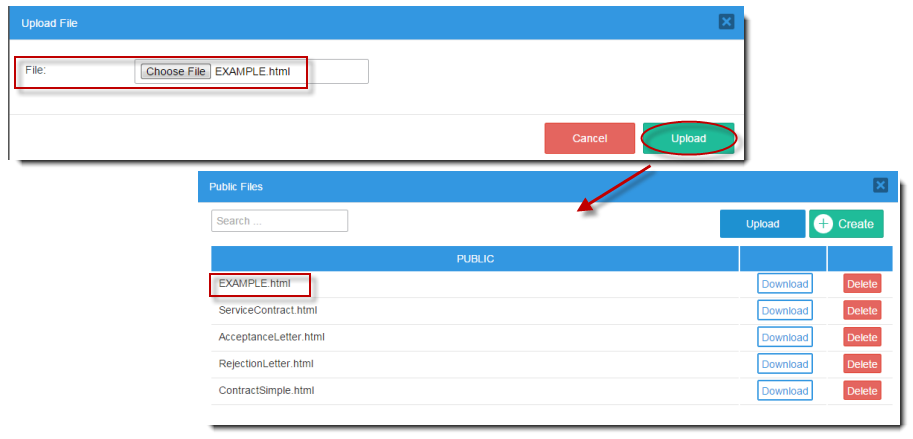 Upload File
File: Choose File EXAMPLE.html
Cancel Upload
Public Files
Search ... Upload Create
PUBLIC
EXAMPLE.html Download Delete
ServiceContract.html Download Delete
AcceptanceLetter.html Download Delete
RejectionLetter.html Download Delete
ContractSimple.html Download Delete